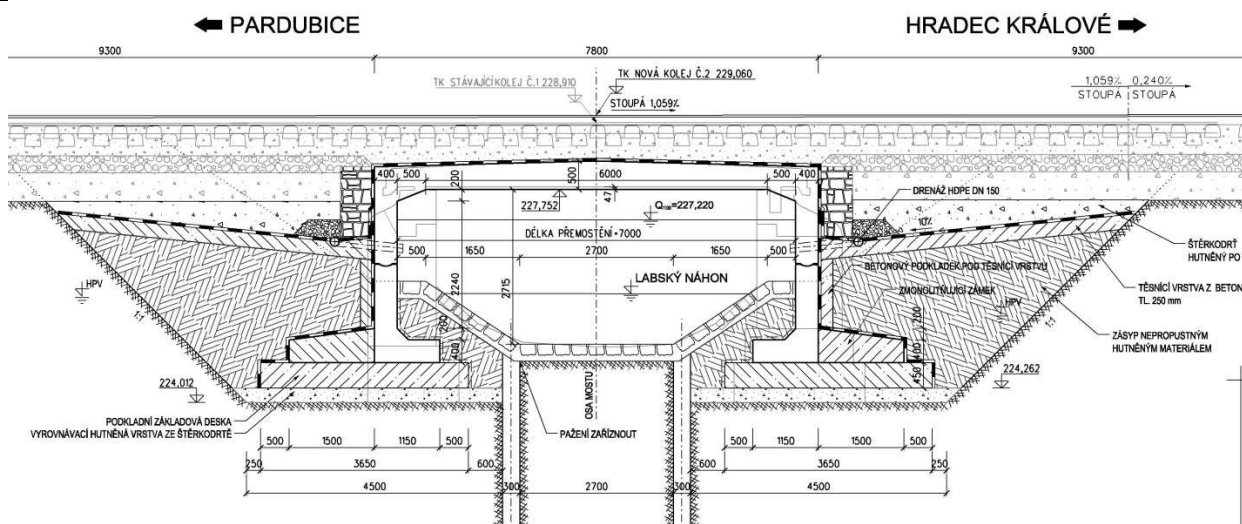 PARDUBICE
HRADEC KRÁLOVÉ
9300
7800
9300
TK STÁVAJÍCÍ KOLEJ Č.1 228,910
TK NOVÁ KOLEJ Č.2 229,060
STOUPÁ 1,059%
1,059% 0,240%
STOUPÁ STOUPÁ
400 500 200 500 6000 500 400
47
227,752
Q100=227,220
DRENÁŽ HDPE DN 150
10%
DÉLKA PŘEMOSTĚNÍ = 7000
500 1650 2700 1650 500
ŠTĚRKODRŤ
HUTNĚNÝ PO
BETONOVÝ PODKLADEK POD TĚSNÍCÍ VRSTVU
2240
2715
LABSKÝ NÁHON
ZMONOLITŇUJÍCÍ ZÁMEK
TĚSNÍCÍ VRSTVA Z BETON
TL. 250 mm
HPV
HPV
1:1
1:1
260
400
200
400
450
ZÁSYP NEPROPUSTNÝM
HUTNĚNÝM MATERIÁLEM
224,012
224,262
OSA MOSTU
PODKLADNÍ ZÁKLADOVÁ DESKA
VYROVNÁVACÍ HUTNĚNÁ VRSTVA ZE ŠTĚRKODRTĚ
PAŽENÍ ZAŘÍZNOUT
500 1500 1150 500
500 1150 1500 500
250 3650 600
600 3650 250
4500 300 2700 300 4500